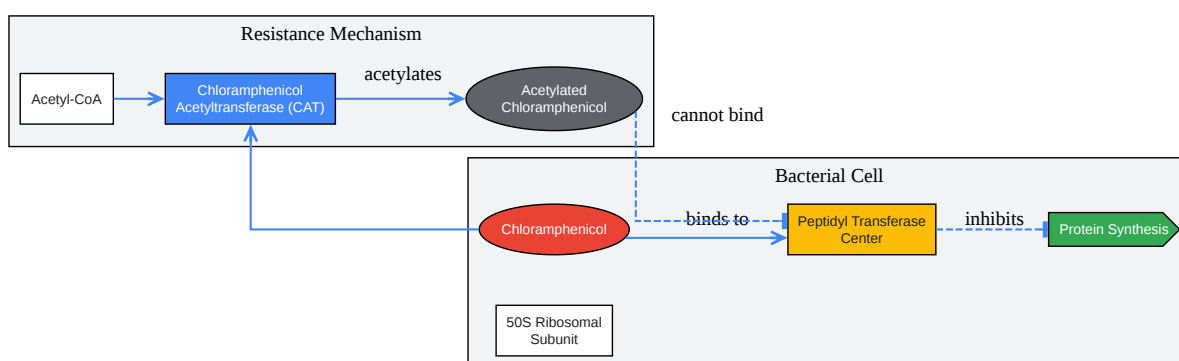 Resistance Mechanism
Acetyl-CoA
Chloramphenicol
Acetyltransferase (CAT)
acetylates
Acetylated
Chloramphenicol
cannot bind
Bacterial Cell
Chloramphenicol
binds to
Peptidyl Transferase
Center
inhibits
Protein Synthesis
50S Ribosomal
Subunit